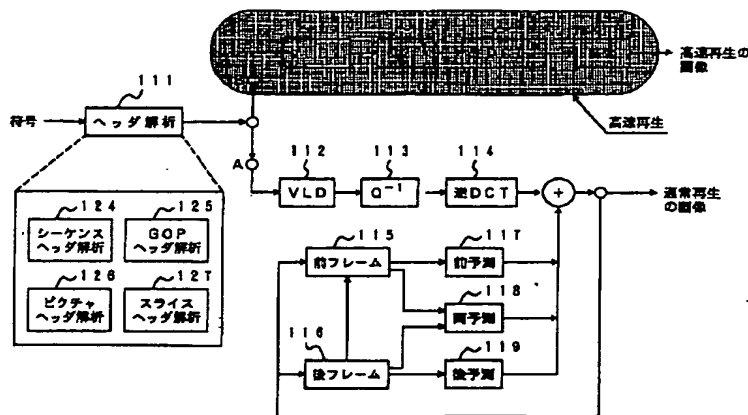 高速再生の
画像
111
符号
ヘッダ解析
高速再生
A
112
113
114
VLD
Q⁻¹
逆DCT
+
通常再生
の画像
124
125
シーケンス
ヘッダ解析
GOP
ヘッダ解析
126
127
ピクチャ
ヘッダ解析
スライス
ヘッダ解析
115
117
前フレーム
前予測
118
両予測
116
119
後フレーム
後予測